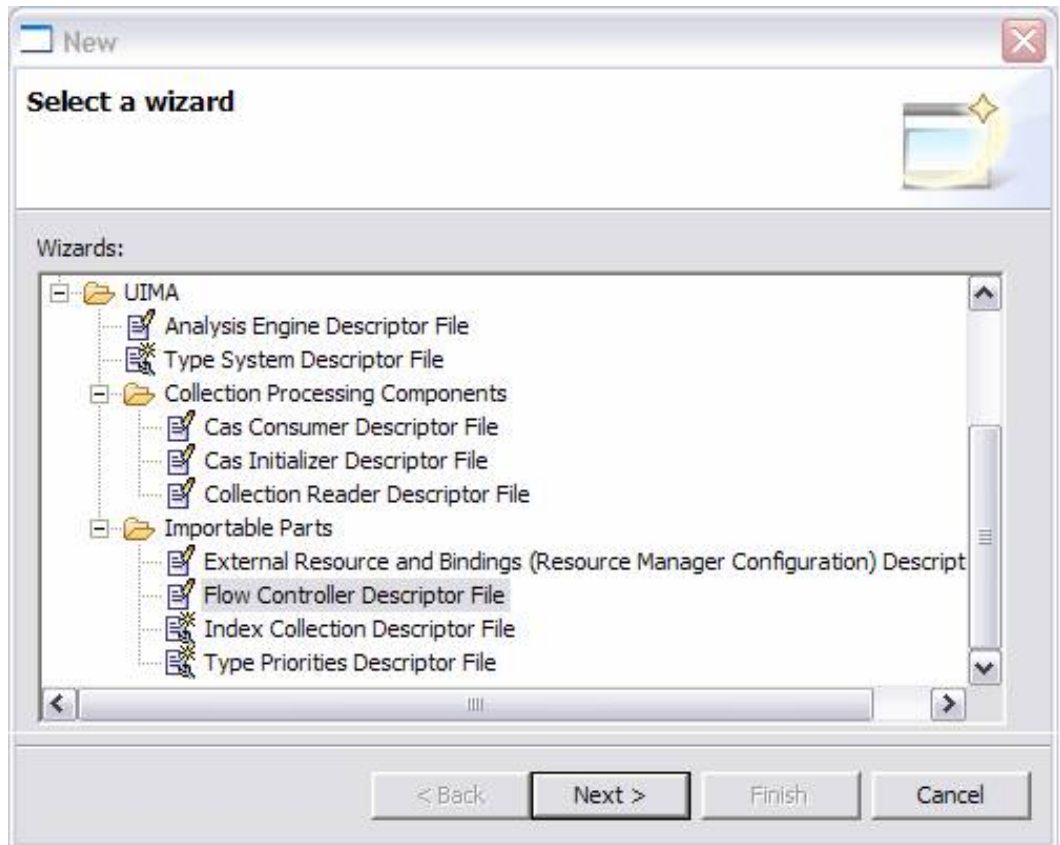 New
Select a wizard
Wizards:
UIMA
Analysis Engine Descriptor File
Type System Descriptor File
Collection Processing Components
Cas Consumer Descriptor File
Cas Initializer Descriptor File
Collection Reader Descriptor File
Importable Parts
External Resource and Bindings (Resource Manager Configuration) Descript
Flow Controller Descriptor File
Index Collection Descriptor File
Type Priorities Descriptor File
< Back Next > Finish Cancel